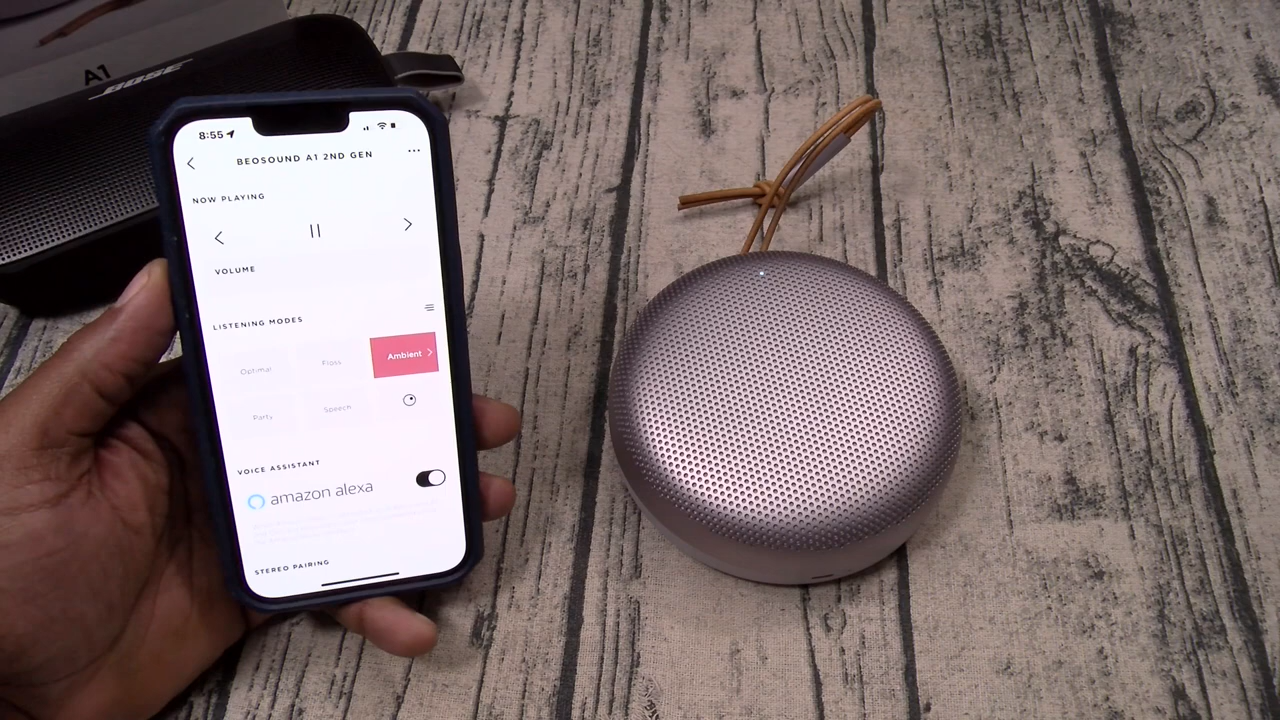 A1
BOSE
8:55
BEOSOUND A1 2ND GEN
NOW PLAYING
VOLUME
LISTENING MODES
Optimal
Floss
Ambient
Party
Speech
VOICE ASSISTANT
amazon alexa
STEREO PAIRING